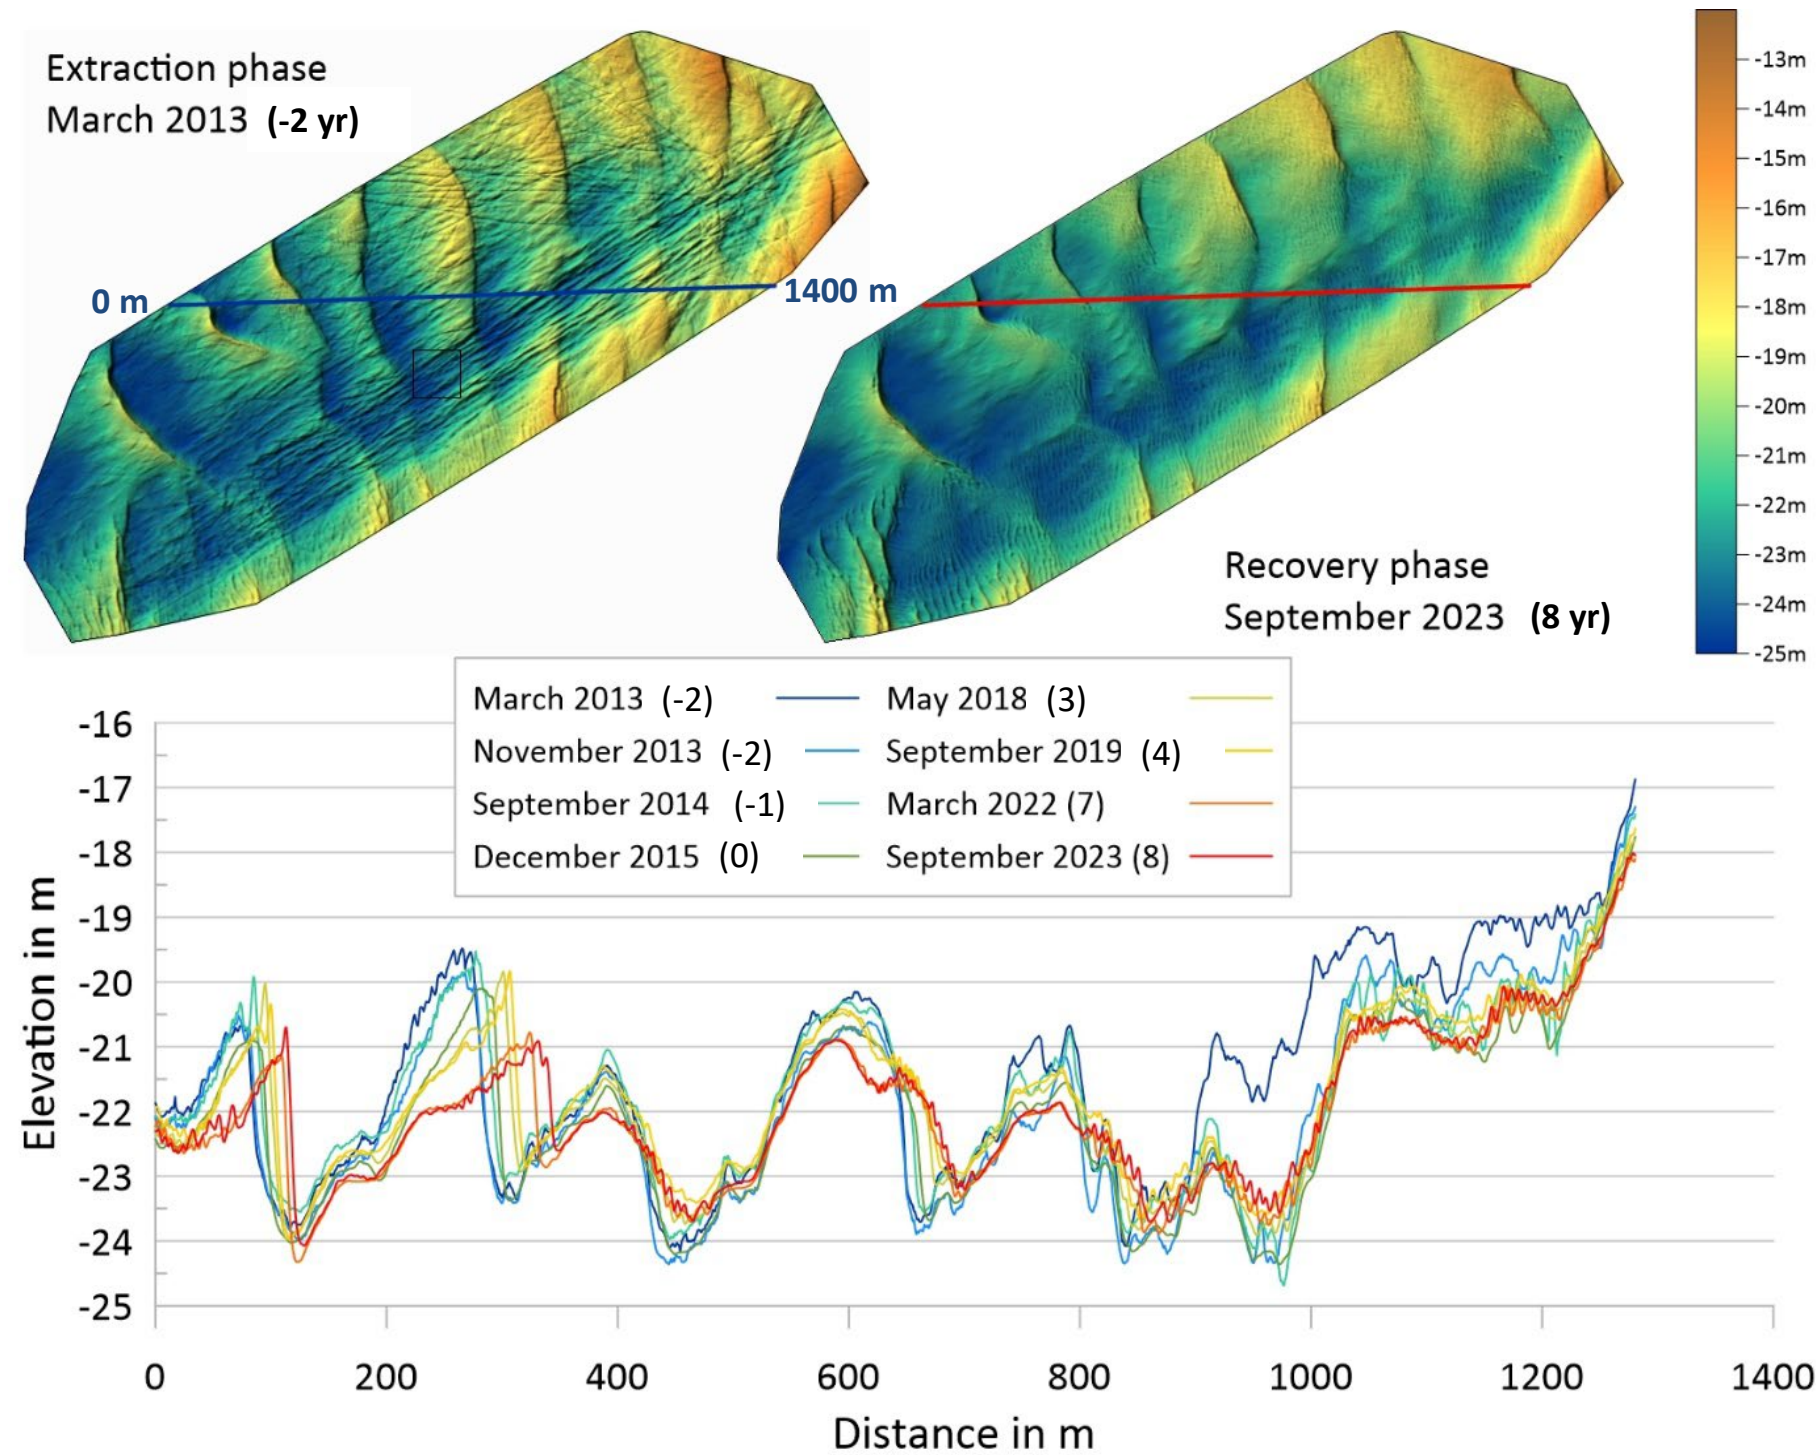 Extraction phase
March 2013 (-2 yr)
0 m
1400 m
Recovery phase
September 2023 (8 yr)
-13m
-14m
-15m
-16m
-17m
-18m
-19m
-20m
-21m
-22m
-23m
-24m
-25m
March 2013 (-2)
May 2018 (3)
November 2013 (-2)
September 2019 (4)
September 2014 (-1)
March 2022 (7)
December 2015 (0)
September 2023 (8)
Elevation in m
-16
-17
-18
-19
-20
-21
-22
-23
-24
-25
0 200 400 600 800 1000 1200 1400
Distance in m